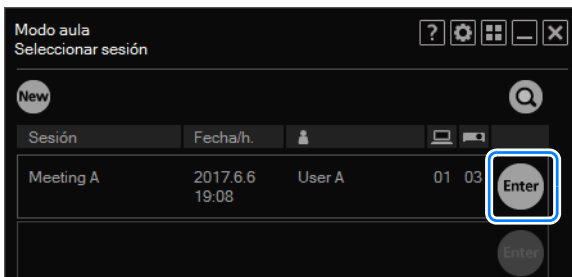 Modo aula
Seleccionar sesión
?
New
Sesión Fecha/h.
Meeting A 2017.6.6 User A 01 03 Enter
19:08
Enter